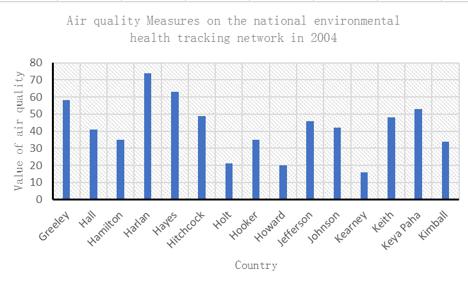 Air quality Measures on the national environmental
health tracking network in 2004
Value of air quality
80
70
60
50
40
30
20
10
0
Greeley
Hall
Hamilton
Harlan
Hayes
Hitchcock
Holt
Hooker
Howard
Jefferson
Johnson
Kearney
Keith
Keya Paha
Kimball
Country